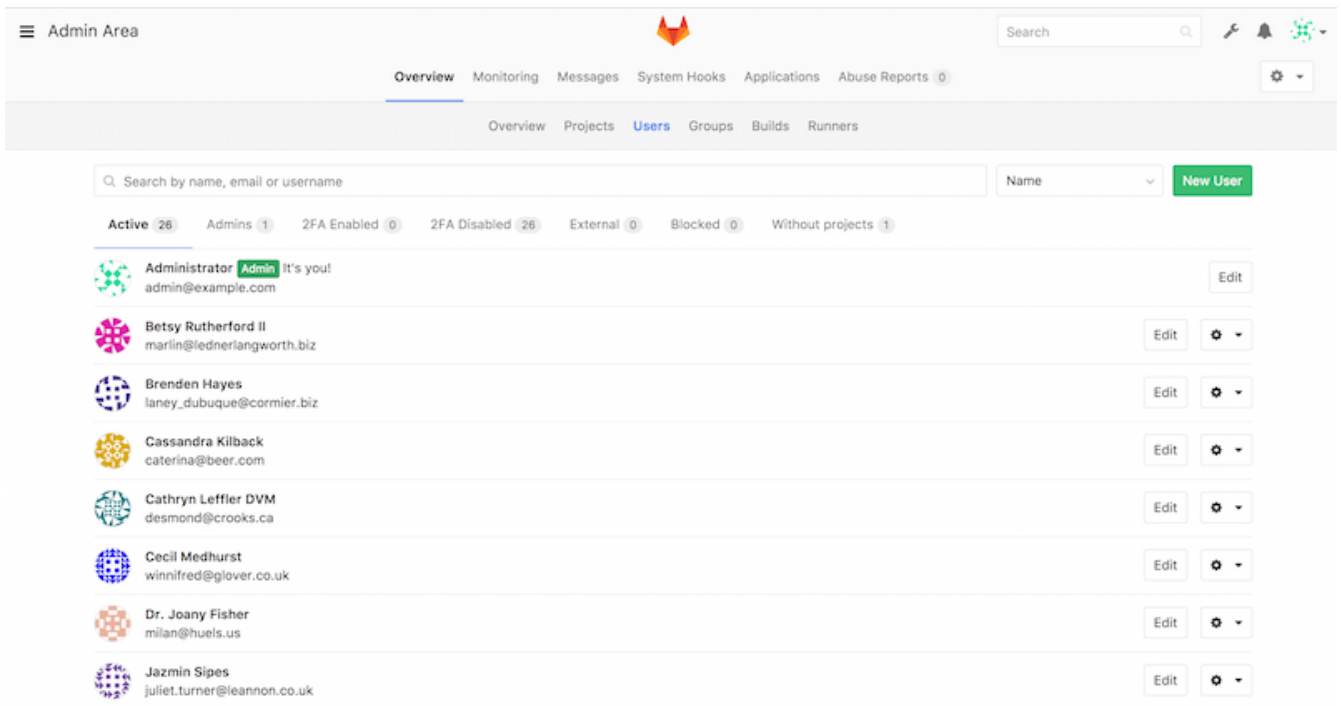 Admin Area
Search
Overview Monitoring Messages System Hooks Applications Abuse Reports 0
Overview Projects Users Groups Builds Runners
Search by name, email or username
Name
New User
Active 26 Admins 1 2FA Enabled 0 2FA Disabled 26 External 0 Blocked 0 Without projects 1
Administrator Admin It's you!
admin@example.com
Edit
Betsy Rutherford II
marlin@lednerlangworth.biz
Edit
Brenden Hayes
laney_dubuque@cormier.biz
Edit
Cassandra Kilback
caterina@beer.com
Edit
Cathryn Leffler DVM
desmond@crooks.ca
Edit
Cecil Medhurst
winnifred@glover.co.uk
Edit
Dr. Joany Fisher
milan@huels.us
Edit
Jazmin Sipes
juliet.turner@leannon.co.uk
Edit